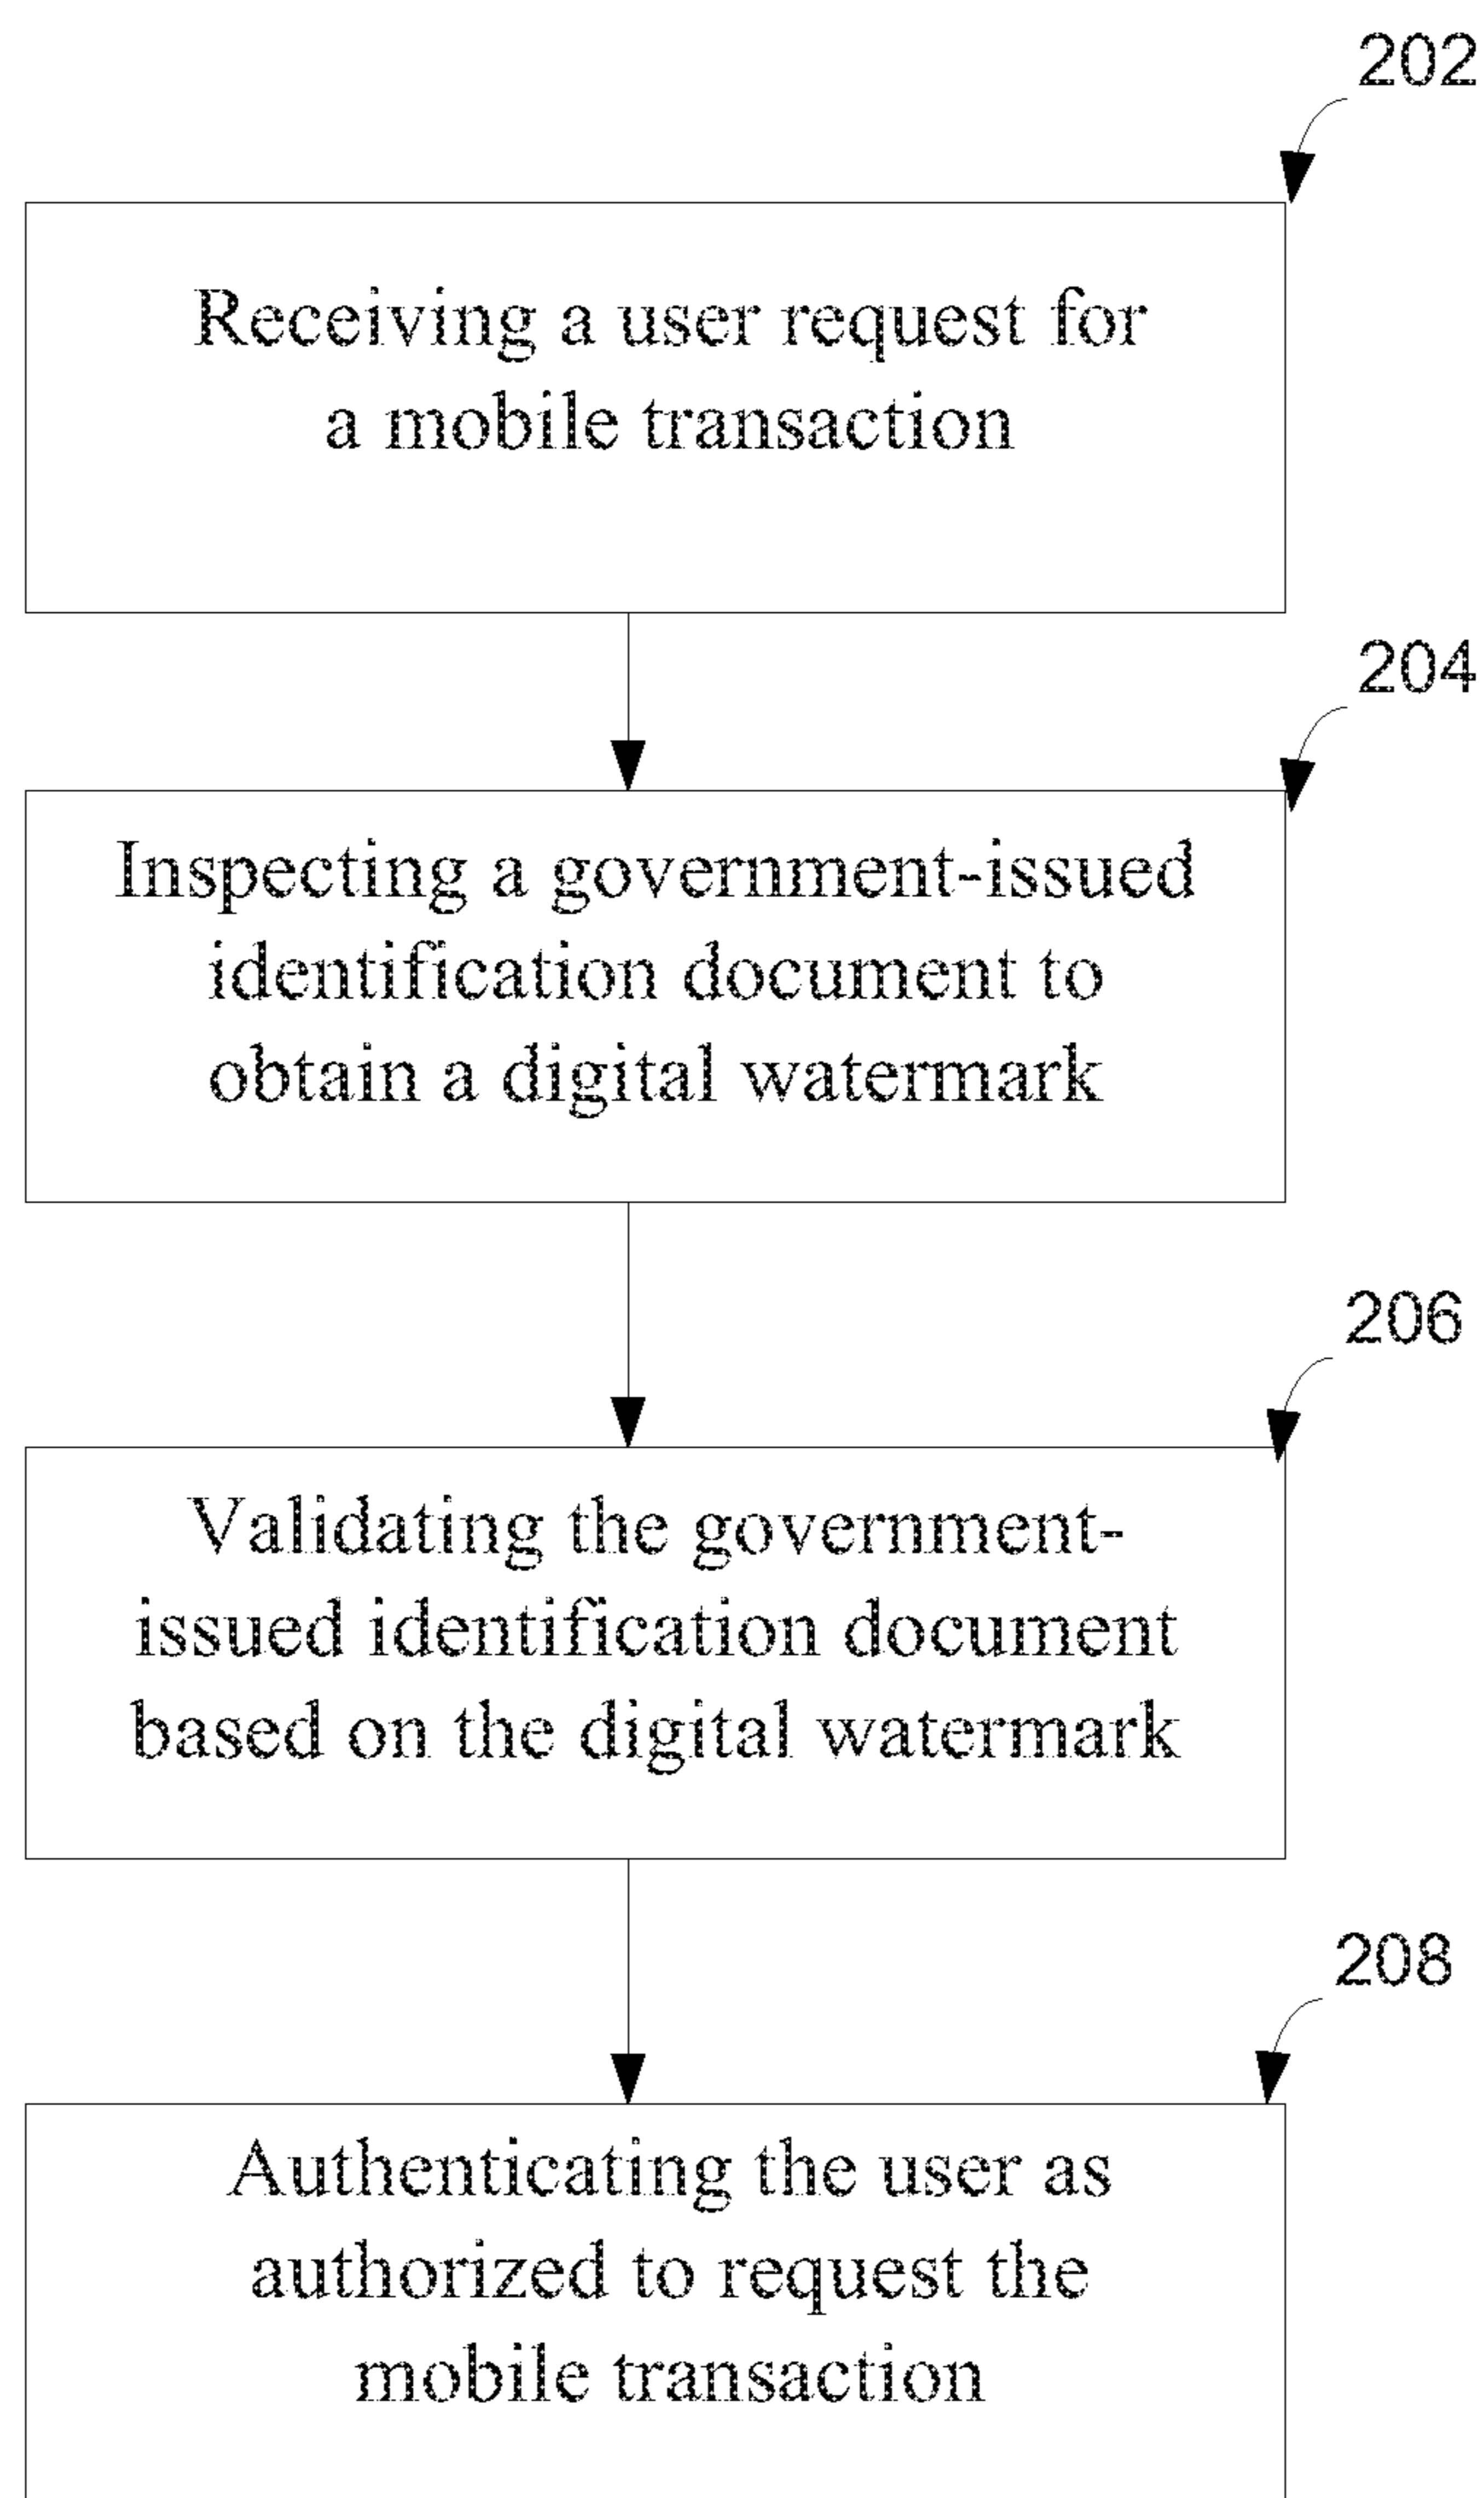 202
Receiving a user request for
a mobile transaction
204
Inspecting a government-issued
identification document to
obtain a digital watermark
206
Validating the government-
issued identification document
based on the digital watermark
208
Authenticating the user as
authorized to request the
mobile transaction